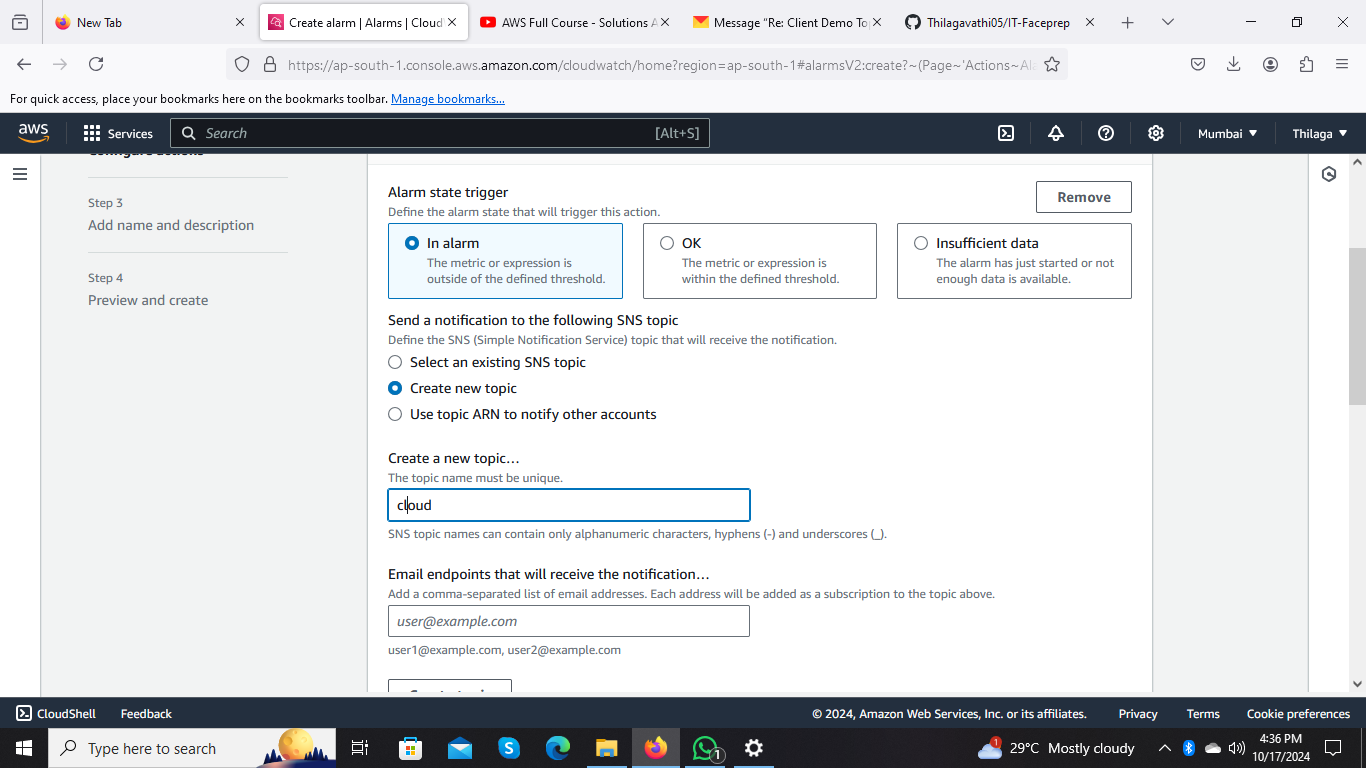 New Tab
Create alarm | Alarms | Cloud
AWS Full Course - Solutions A
Message "Re: Client Demo To
Thilagavathi05/IT-Faceprep
https://ap-south-1.console.aws.amazon.com/cloudwatch/home?region=ap-south-1#alarmsV2:create?~(Page~'Actions~Ala
For quick access, place your bookmarks here on the bookmarks toolbar. Manage bookmarks...
aws
Services
Search
[Alt+S]
Mumbai
Thilaga
Configure actions
Step 3
Add name and description
Step 4
Preview and create
Alarm state trigger
Define the alarm state that will trigger this action.
Remove
In alarm
The metric or expression is
outside of the defined threshold.
OK
The metric or expression is
within the defined threshold.
Insufficient data
The alarm has just started or not
enough data is available.
Send a notification to the following SNS topic
Define the SNS (Simple Notification Service) topic that will receive the notification.
Select an existing SNS topic
Create new topic
Use topic ARN to notify other accounts
Create a new topic…
The topic name must be unique.
cloud
SNS topic names can contain only alphanumeric characters, hyphens (-) and underscores (_).
Email endpoints that will receive the notification…
Add a comma-separated list of email addresses. Each address will be added as a subscription to the topic above.
user@example.com
user1@example.com, user2@example.com
Create topic
CloudShell
Feedback
© 2024, Amazon Web Services, Inc. or its affiliates.
Privacy
Terms
Cookie preferences
Type here to search
1
1
29°C Mostly cloudy
4:36 PM
10/17/2024